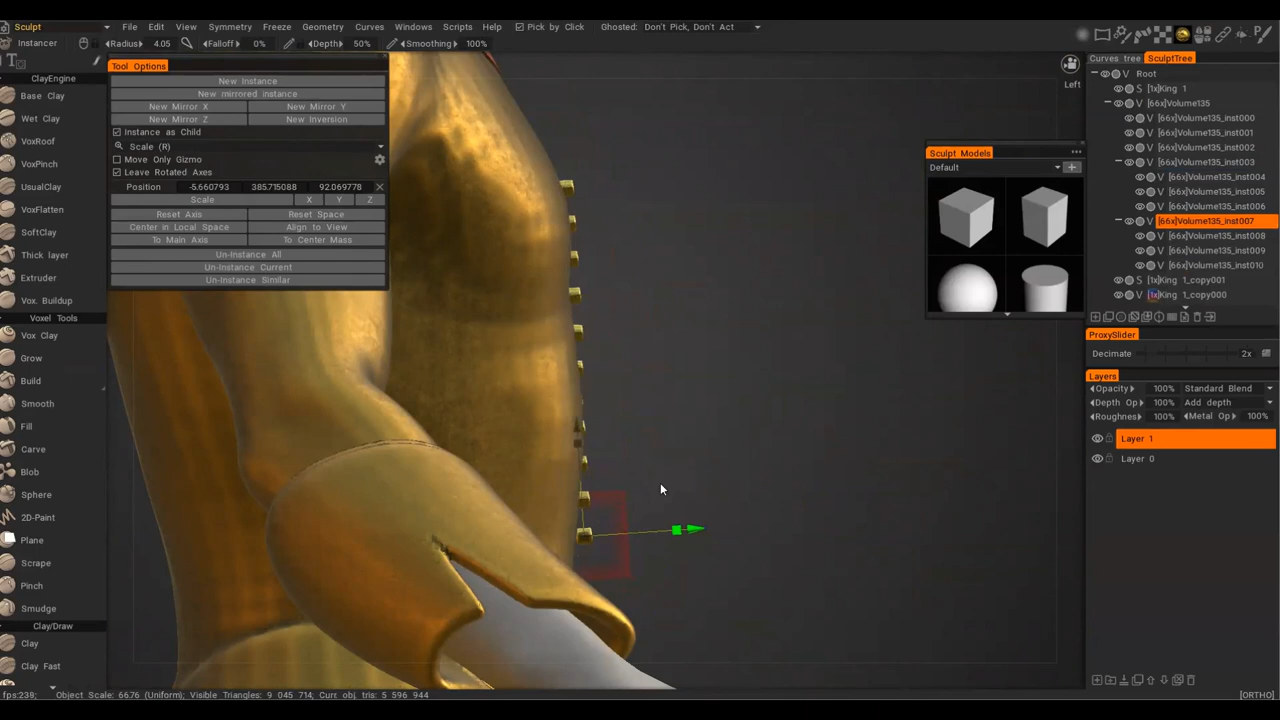 Sculpt File Edit View Symmetry Freeze Geometry Curves Windows Scripts Help Pick by Click Ghosted: Don't Pick, Don't Act
Instancer Radius 4.05 Falloff 0% Depth 50% Smoothing 100%
ClayEngine
Base Clay
Wet Clay
VoxRoof
VoxPinch
UsualClay
VoxFlatten
SoftClay
Thick layer
Extruder
Vox. Buildup
Voxel Tools
Vox Clay
Grow
Build
Smooth
Fill
Carve
Blob
Sphere
2D-Paint
Plane
Scrape
Pinch
Smudge
Clay/Draw
Clay
Clay Fast
Tool Options
New Instance
New mirrored instance
New Mirror X New Mirror Y
New Mirror Z New Inversion
Instance as Child
Scale (R)
Move Only Gizmo
Leave Rotated Axes
Position -5.660793 385.715088 92.069778
Scale X Y Z
Reset Axis Reset Space
Center in Local Space Align to View
To Main Axis To Center Mass
Un-Instance All
Un-Instance Current
Un-Instance Similar
Left
Sculpt Models
Default
Curves tree SculptTree
V Root
S [1x]King 1
V [66x]Volume135
V [66x]Volume135_inst000
V [66x]Volume135_inst001
V [66x]Volume135_inst002
V [66x]Volume135_inst003
V [66x]Volume135_inst004
V [66x]Volume135_inst005
V [66x]Volume135_inst006
V [66x]Volume135_inst007
V [66x]Volume135_inst008
V [66x]Volume135_inst009
V [66x]Volume135_inst010
S [1x]King 1_copy001
V [1x]King 1_copy000
ProxySlider
Decimate 2x
Layers
Opacity 100% Standard Blend
Depth Op 100% Add depth
Roughness 100% Metal Op 100%
Layer 1
Layer 0
fps:238; Object Scale: 66.76 (Uniform); Visible Triangles: 9 045 714; Curr. obj. tris: 5 596 944
[ORTHO]